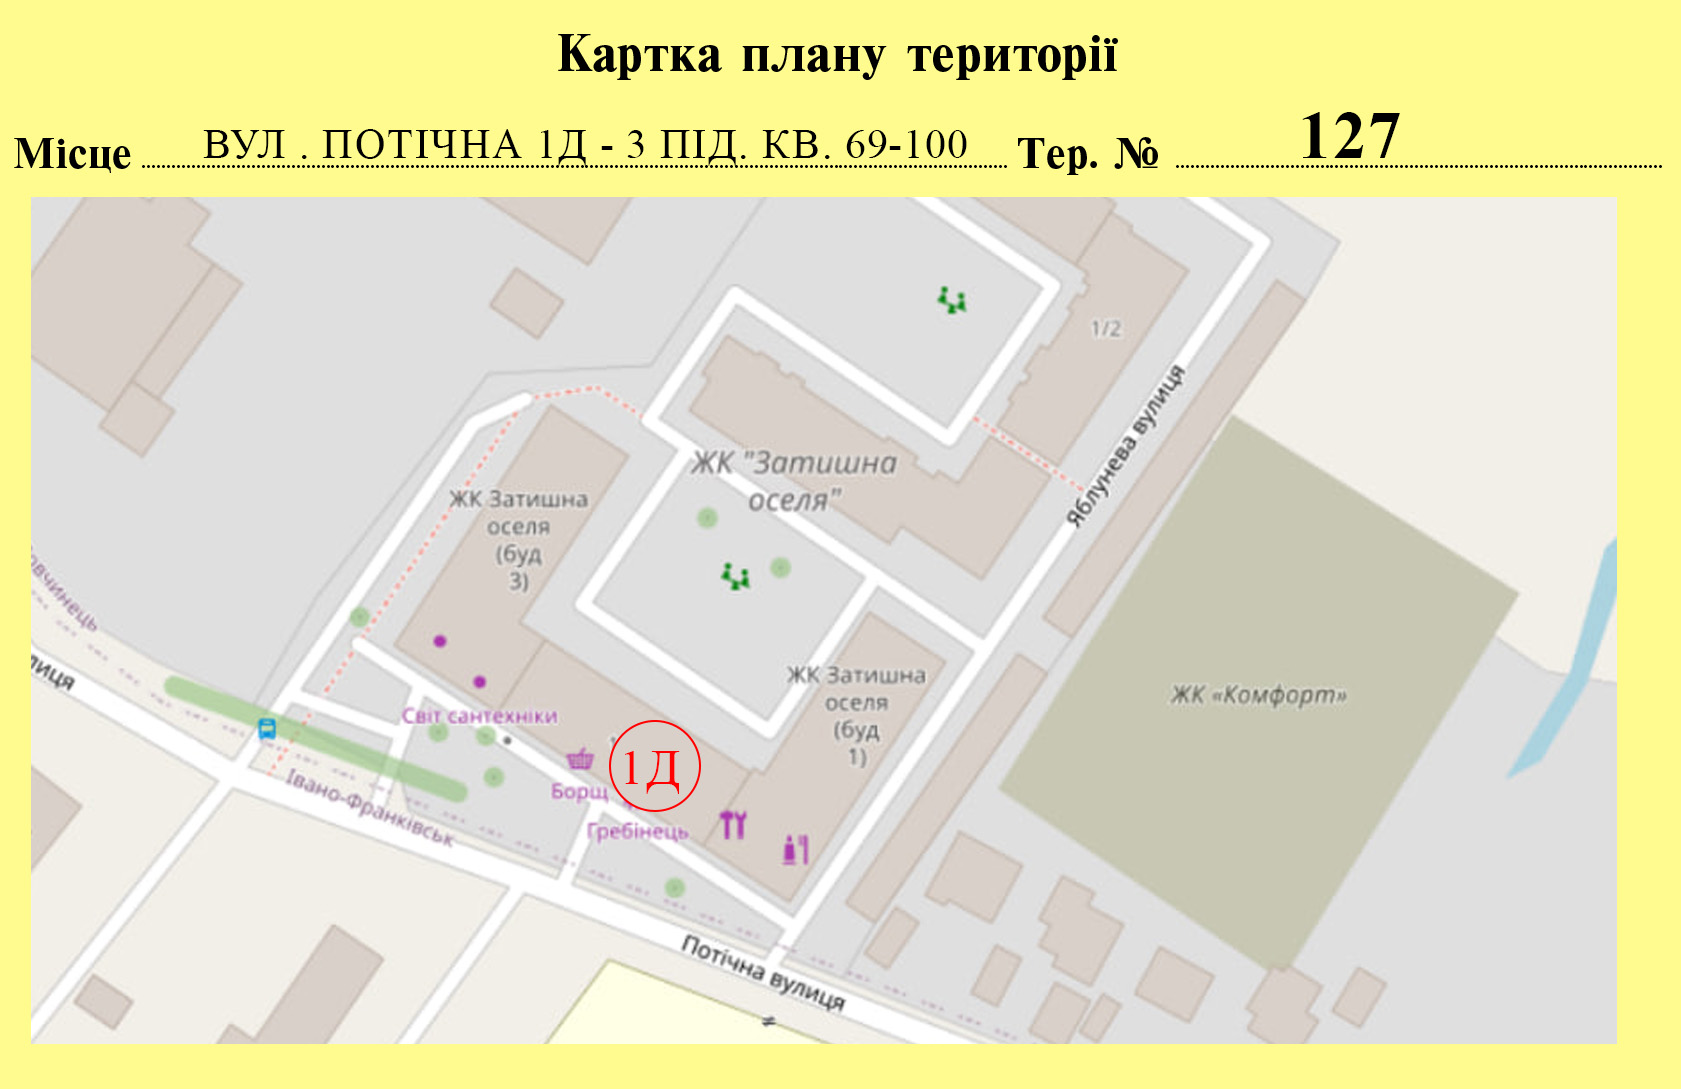 Картка плану території
Місце ВУЛ . ПОТІЧНА 1Д - 3 ПІД. КВ. 69-100 Тер. № 127
1/2
Яблунева вулиця
ЖК "Затишна
оселя"
ЖК Затишна
оселя
(буд
3)
ЖК Затишна
оселя
(буд
1)
ЖК «Комфорт»
Світ сантехніки
1Д
Борщ
Гребінець
Івано-Франківськ
Потічна вулиця